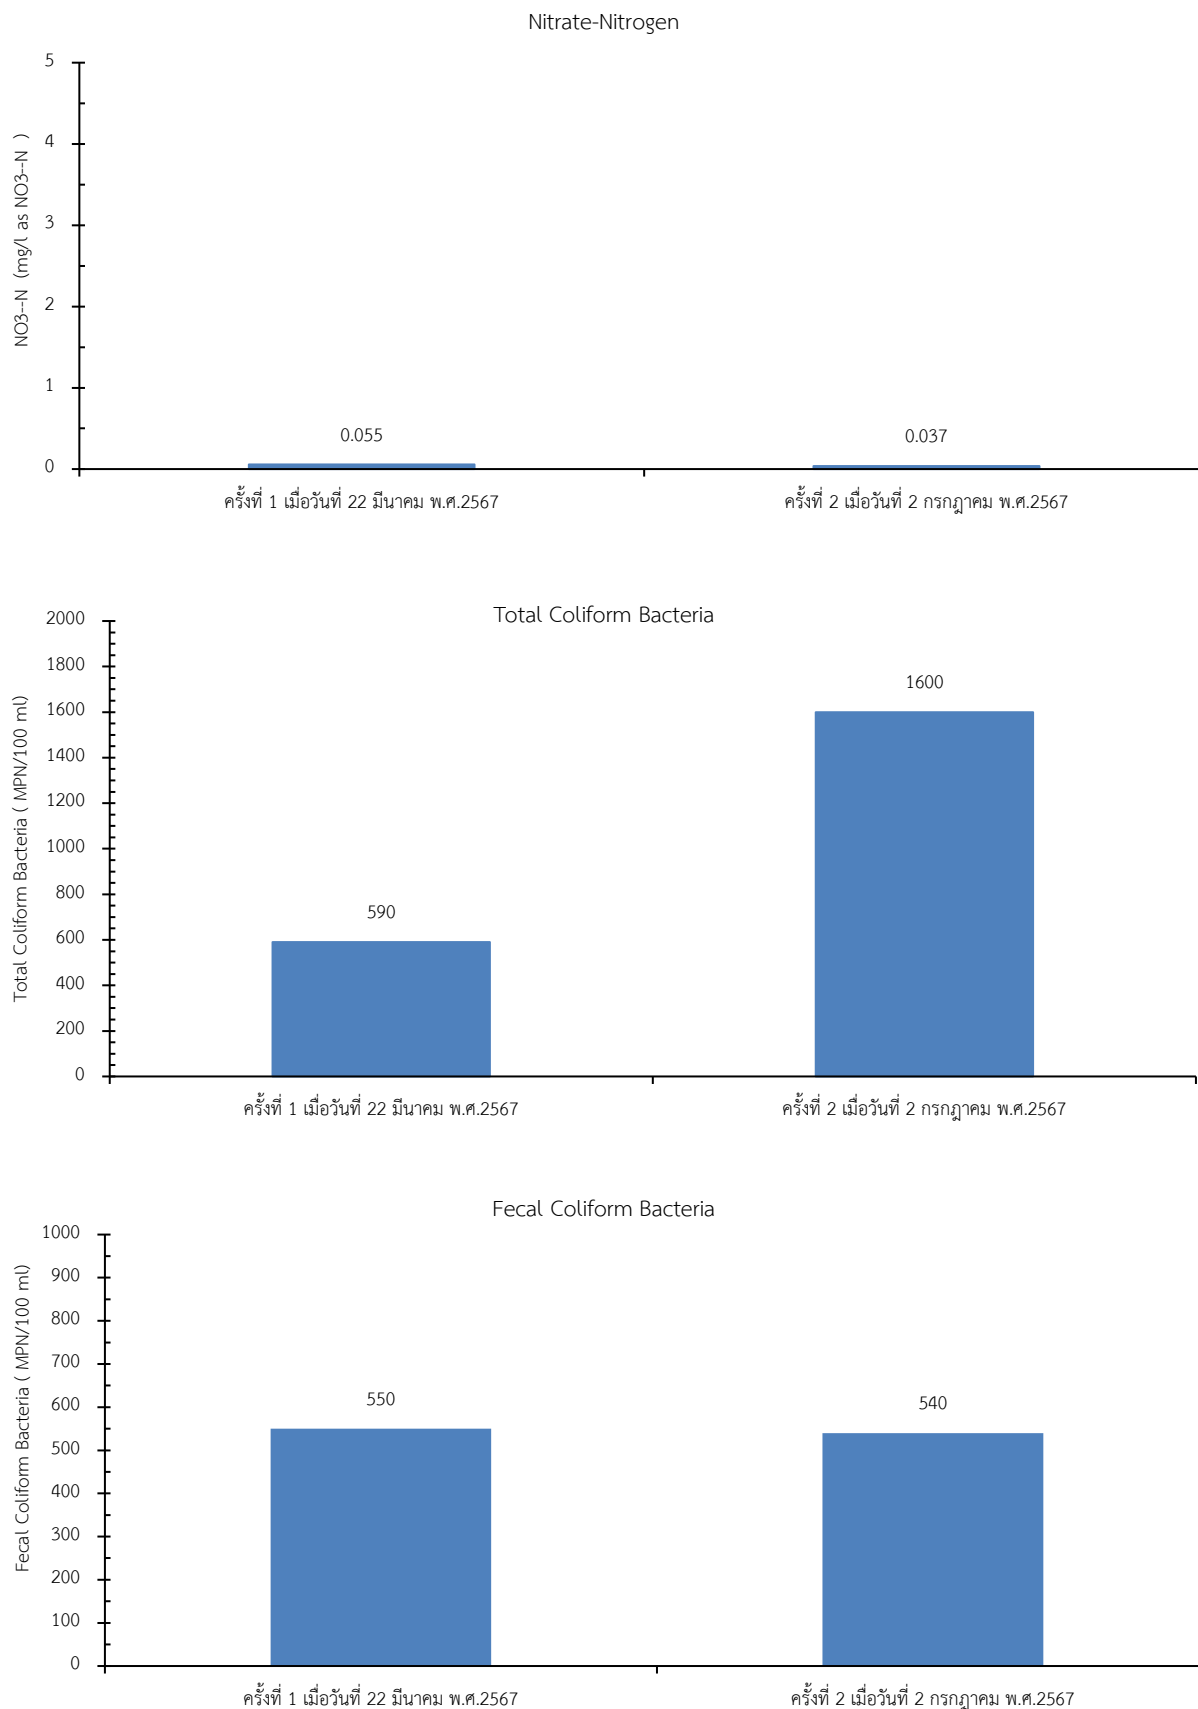 Nitrate-Nitrogen
NO3--N (mg/l as NO3--N )
5
4
3
2
1
0
0.055
0.037
ครั้งที่ 1 เมื่อวันที่ 22 มีนาคม พ.ศ.2567
ครั้งที่ 2 เมื่อวันที่ 2 กรกฎาคม พ.ศ.2567
Total Coliform Bacteria
Total Coliform Bacteria ( MPN/100 ml)
2000
1800
1600
1400
1200
1000
800
600
400
200
0
590
1600
ครั้งที่ 1 เมื่อวันที่ 22 มีนาคม พ.ศ.2567
ครั้งที่ 2 เมื่อวันที่ 2 กรกฎาคม พ.ศ.2567
Fecal Coliform Bacteria
Fecal Coliform Bacteria ( MPN/100 ml)
1000
900
800
700
600
500
400
300
200
100
0
550
540
ครั้งที่ 1 เมื่อวันที่ 22 มีนาคม พ.ศ.2567
ครั้งที่ 2 เมื่อวันที่ 2 กรกฎาคม พ.ศ.2567